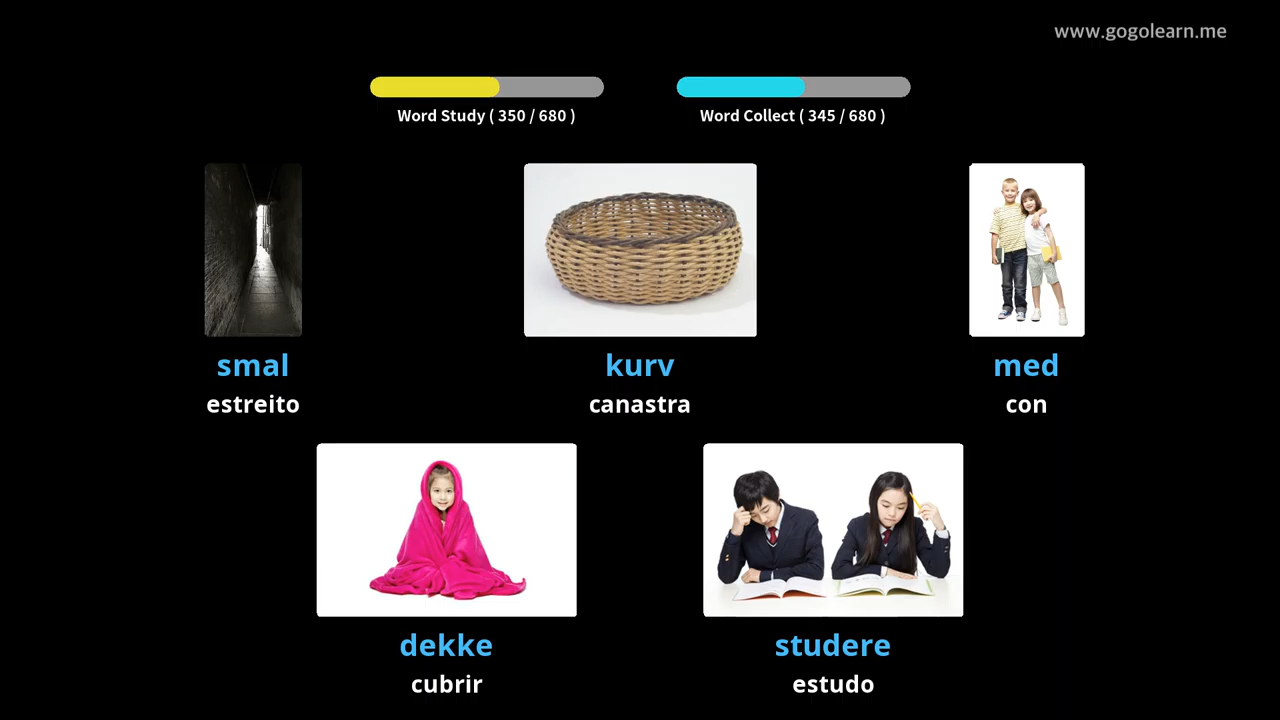 www.gogolearn.me
Word Study ( 350 / 680 )
Word Collect ( 345 / 680 )
smal
estreito
kurv
canastra
med
con
dekke
cubrir
studere
estudo